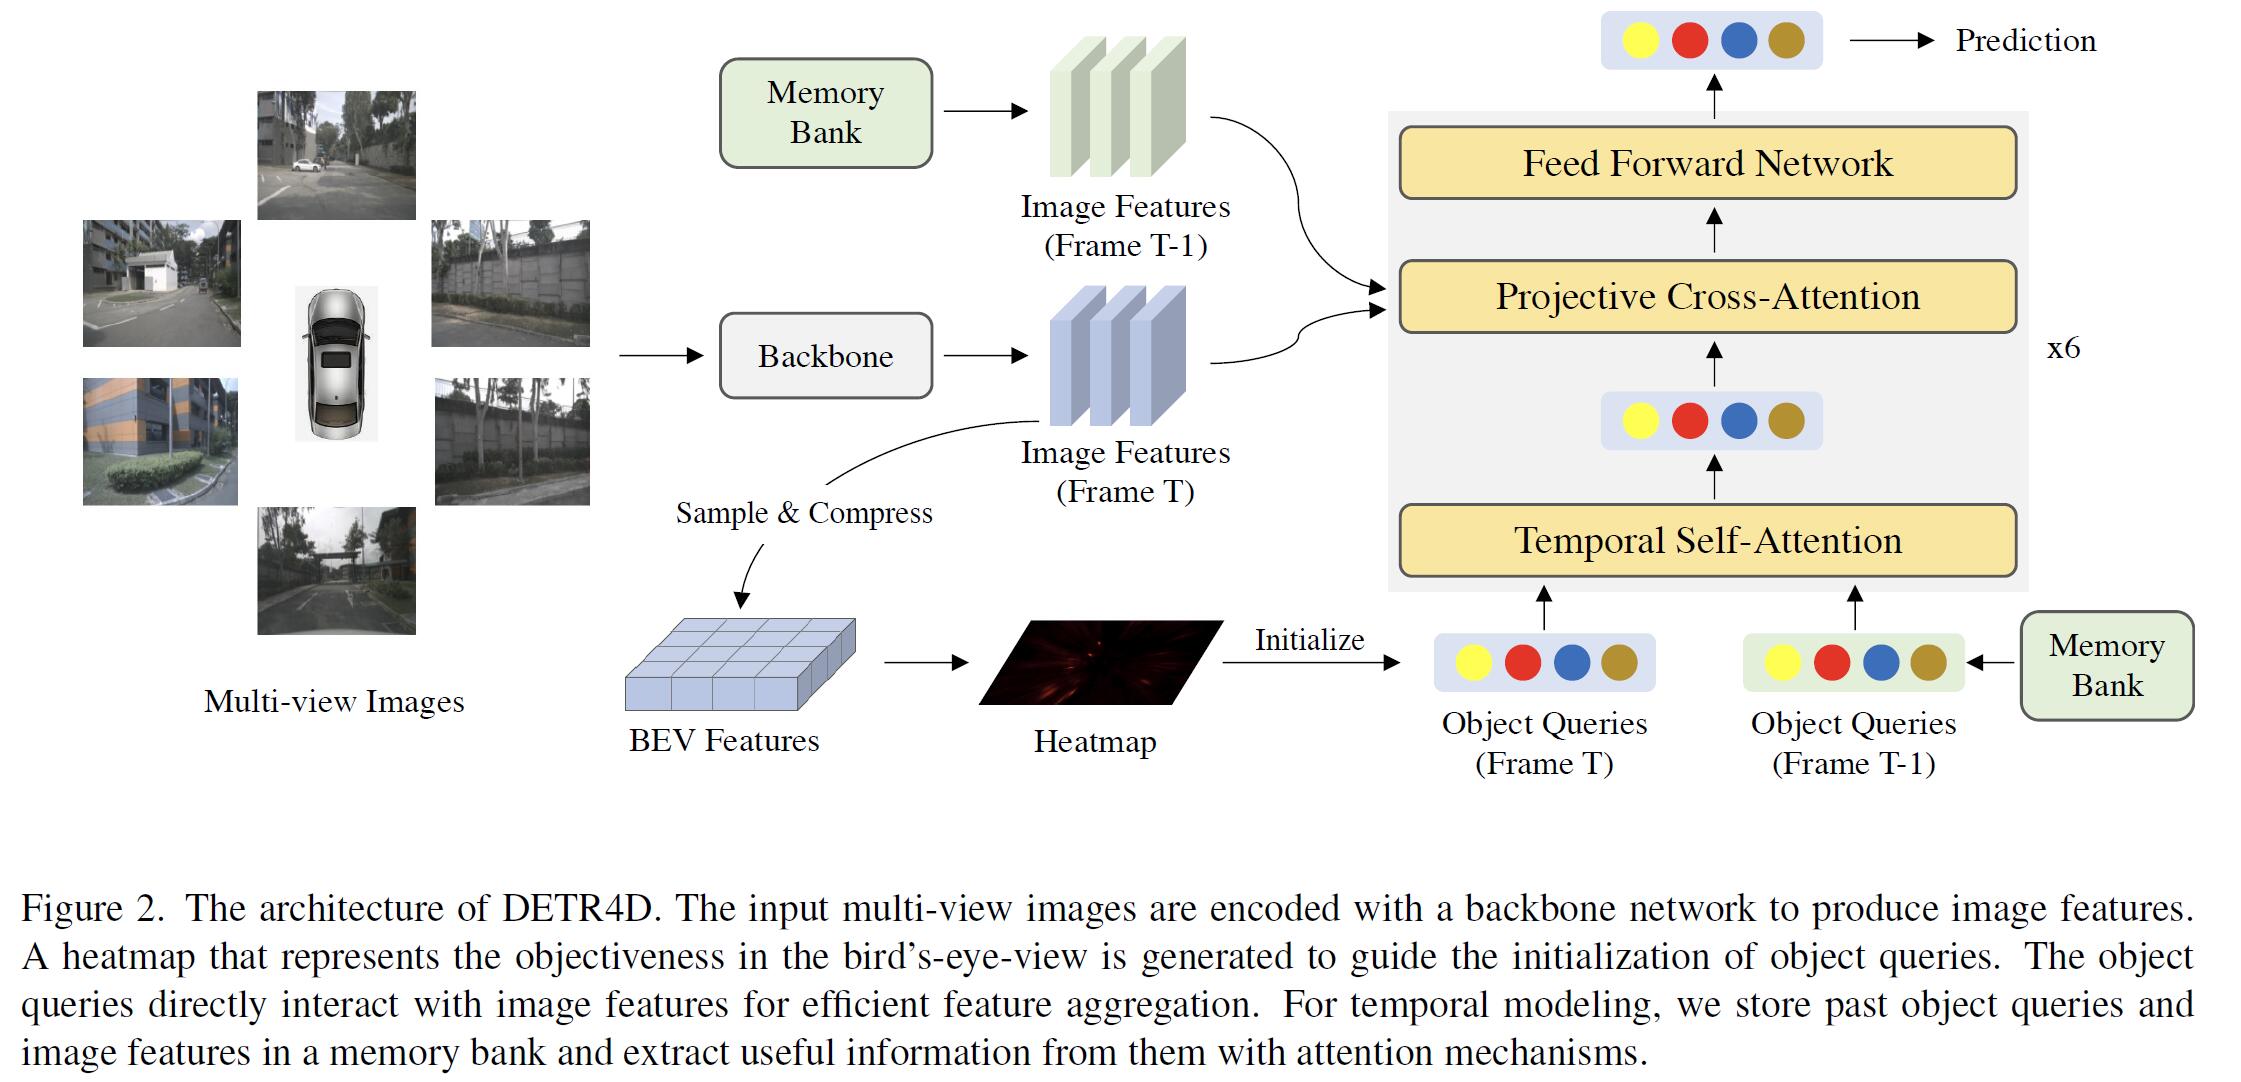 Prediction
Memory
Bank
Feed Forward Network
Image Features
(Frame T-1)
Projective Cross-Attention
x6
Backbone
Image Features
(Frame T)
Sample & Compress
Temporal Self-Attention
Initialize
Memory
Bank
Multi-view Images
BEV Features
Heatmap
Object Queries
(Frame T)
Object Queries
(Frame T-1)
Figure 2. The architecture of DETR4D. The input multi-view images are encoded with a backbone network to produce image features.
A heatmap that represents the objectiveness in the bird's-eye-view is generated to guide the initialization of object queries. The object
queries directly interact with image features for efficient feature aggregation. For temporal modeling, we store past object queries and
image features in a memory bank and extract useful information from them with attention mechanisms.